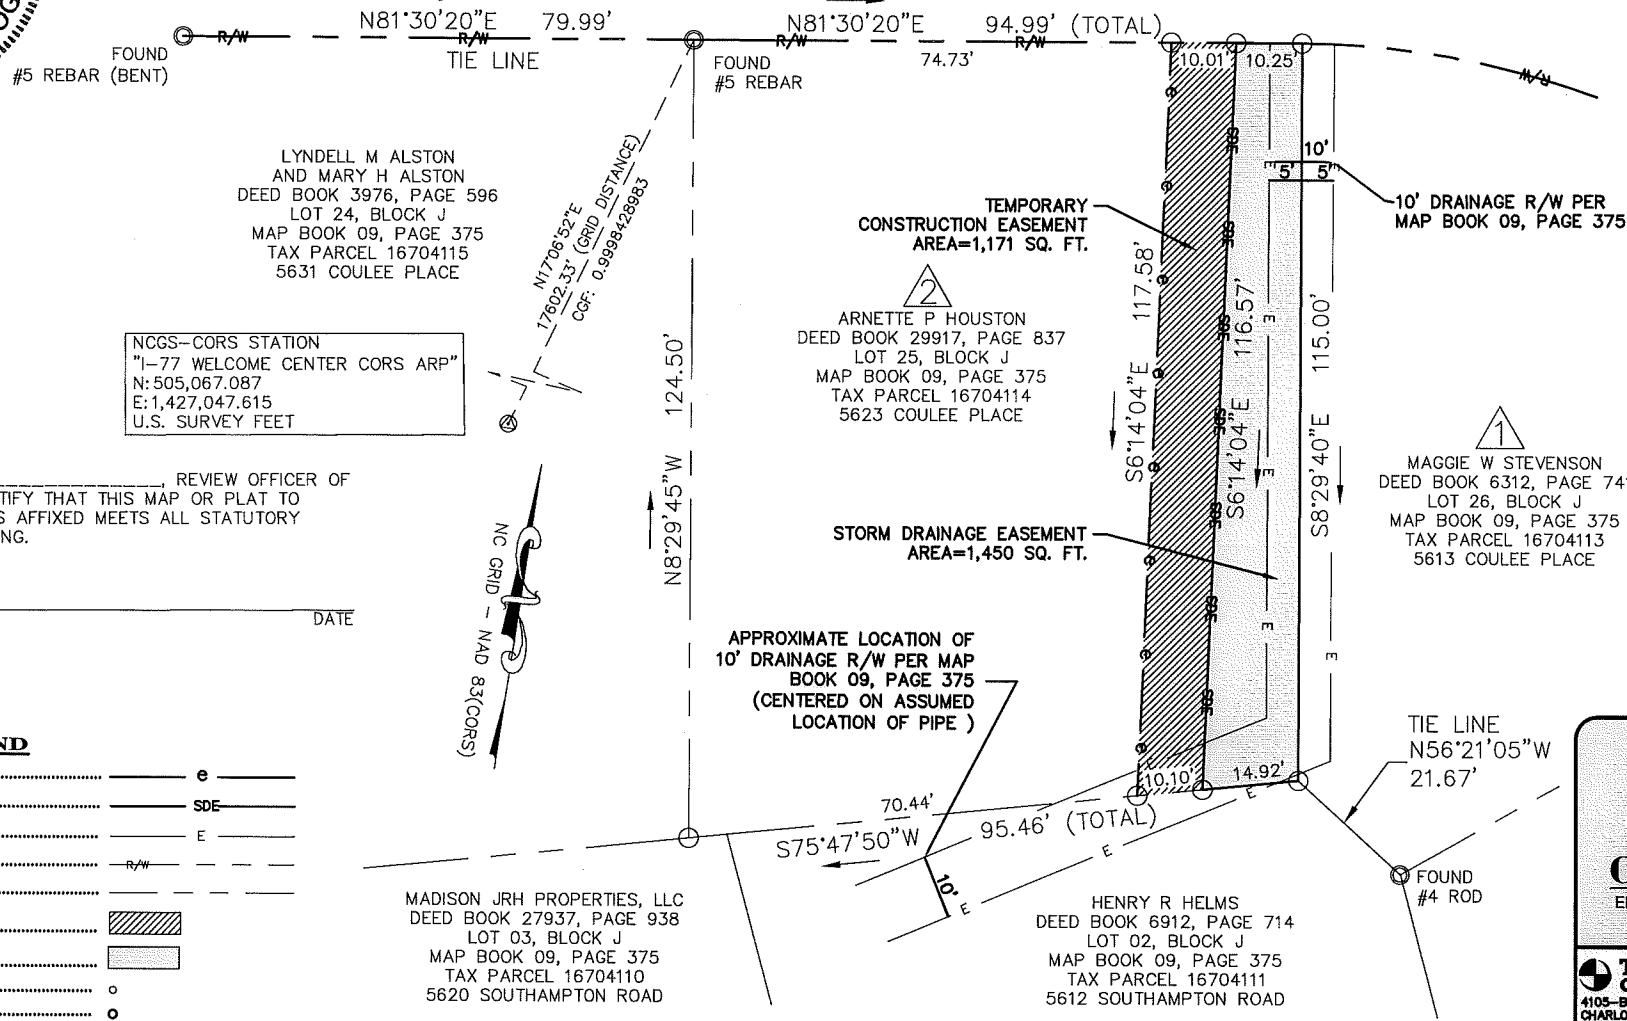 N81°30'20"E 79.99'
N81°30'20"E 94.99' (TOTAL)
R/W
R/W
R/W
R/W
R/W
TIE LINE
74.73'
10.01'
10.25'
FOUND
#5 REBAR (BENT)
FOUND
#5 REBAR
LYNDELL M ALSTON
AND MARY H ALSTON
DEED BOOK 3976, PAGE 596
LOT 24, BLOCK J
MAP BOOK 09, PAGE 375
TAX PARCEL 16704115
5631 COULEE PLACE
N17°06'52"E
17602.33' (GRID DISTANCE)
CGF: 0.9998428983
NCGS-CORS STATION
"I-77 WELCOME CENTER CORS ARP"
N: 505,067.087
E: 1,427,047.615
U.S. SURVEY FEET
, REVIEW OFFICER OF
TIFY THAT THIS MAP OR PLAT TO
S AFFIXED MEETS ALL STATUTORY
NG.
DATE
NC GRID - NAD 83(CORS)
N8°29'45"W 124.50'
TEMPORARY
CONSTRUCTION EASEMENT
AREA=1,171 SQ. FT.
2
ARNETTE P HOUSTON
DEED BOOK 29917, PAGE 837
LOT 25, BLOCK J
MAP BOOK 09, PAGE 375
TAX PARCEL 16704114
5623 COULEE PLACE
S6°14'04"E 117.58'
S6°14'04"E 116.57'
S8°29'40"E 115.00'
SDE
e
E
10'
5' 5'
10' DRAINAGE R/W PER
MAP BOOK 09, PAGE 375
1
MAGGIE W STEVENSON
DEED BOOK 6312, PAGE 741
LOT 26, BLOCK J
MAP BOOK 09, PAGE 375
TAX PARCEL 16704113
5613 COULEE PLACE
STORM DRAINAGE EASEMENT
AREA=1,450 SQ. FT.
APPROXIMATE LOCATION OF
10' DRAINAGE R/W PER MAP
BOOK 09, PAGE 375
(CENTERED ON ASSUMED
LOCATION OF PIPE )
TIE LINE
N56°21'05"W
21.67'
10.10'
14.92'
70.44'
S75°47'50"W 95.46' (TOTAL)
10'
E
E
E
FOUND
#4 ROD
MADISON JRH PROPERTIES, LLC
DEED BOOK 27937, PAGE 938
LOT 03, BLOCK J
MAP BOOK 09, PAGE 375
TAX PARCEL 16704110
5620 SOUTHAMPTON ROAD
HENRY R HELMS
DEED BOOK 6912, PAGE 714
LOT 02, BLOCK J
MAP BOOK 09, PAGE 375
TAX PARCEL 16704111
5612 SOUTHAMPTON ROAD
ND
e
SDE
E
R/W
4105-B
CHARLO